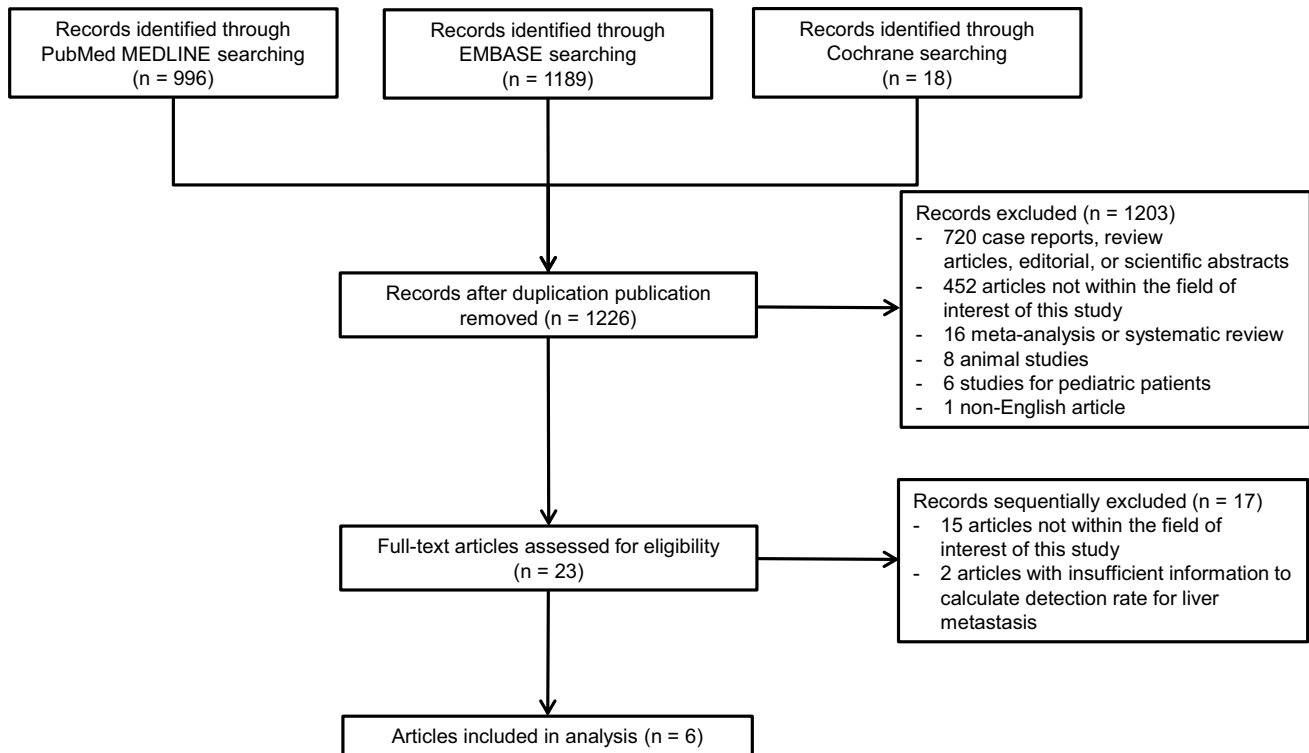 Records identified through
PubMed MEDLINE searching
(n = 996)
Records identified through
EMBASE searching
(n = 1189)
Records identified through
Cochrane searching
(n = 18)
Records excluded (n = 1203)
- 720 case reports, review
articles, editorial, or scientific abstracts
- 452 articles not within the field of
interest of this study
- 16 meta-analysis or systematic review
- 8 animal studies
- 6 studies for pediatric patients
- 1 non-English article
Records after duplication publication
removed (n = 1226)
Records sequentially excluded (n = 17)
- 15 articles not within the field of
interest of this study
- 2 articles with insufficient information to
calculate detection rate for liver
metastasis
Full-text articles assessed for eligibility
(n = 23)
Articles included in analysis (n = 6)